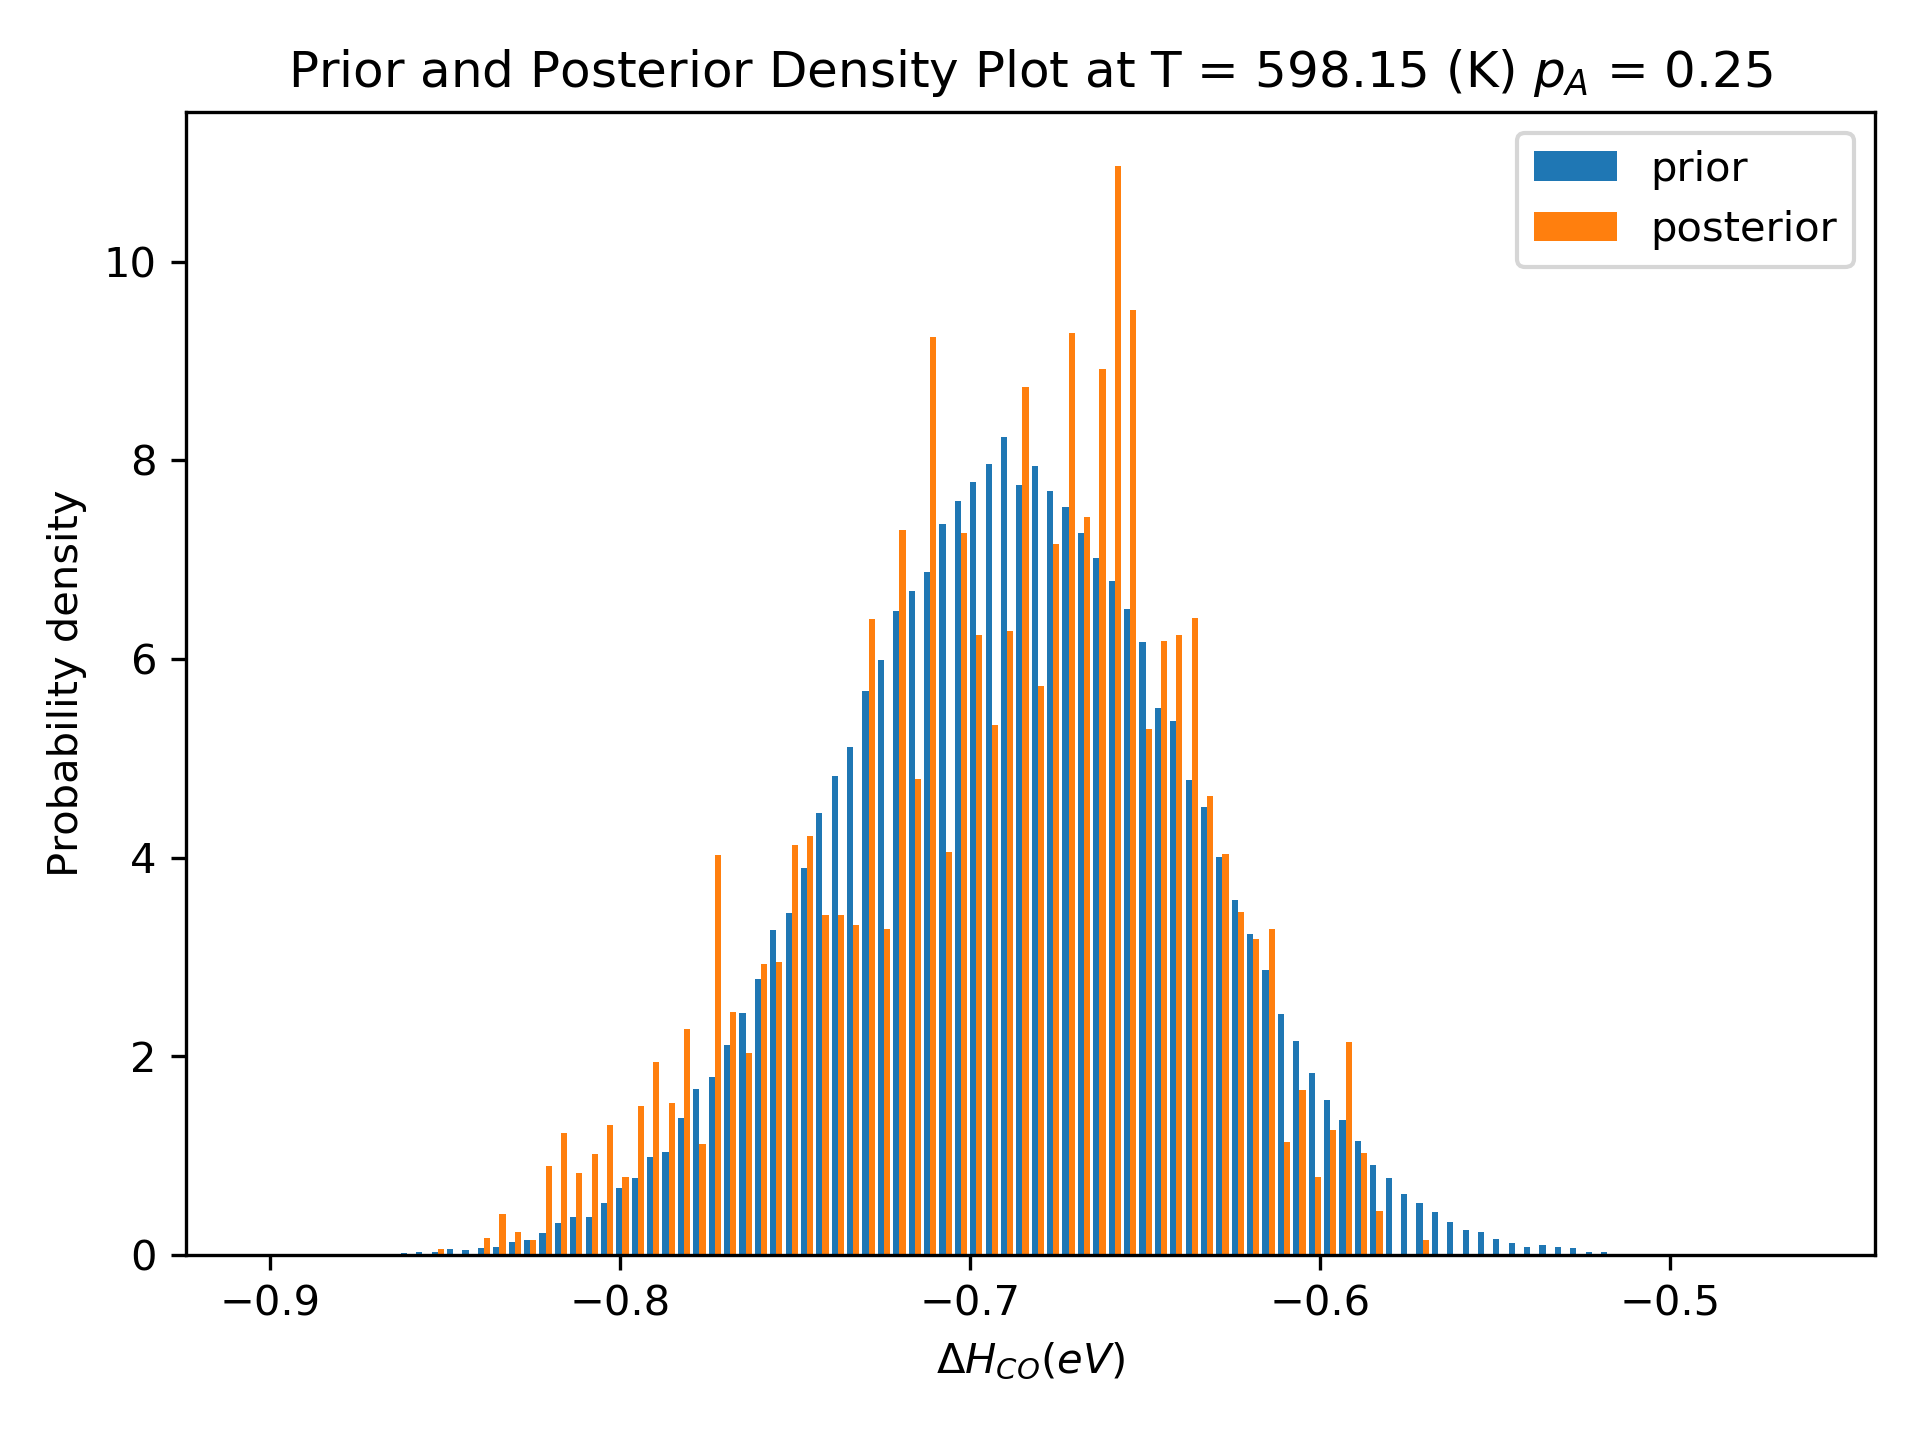 Prior and Posterior Density Plot at T = 598.15 (K) p_A = 0.25
prior
posterior
Probability density
10
8
6
4
2
0
−0.9 −0.8 −0.7 −0.6 −0.5
ΔH_CO(eV)